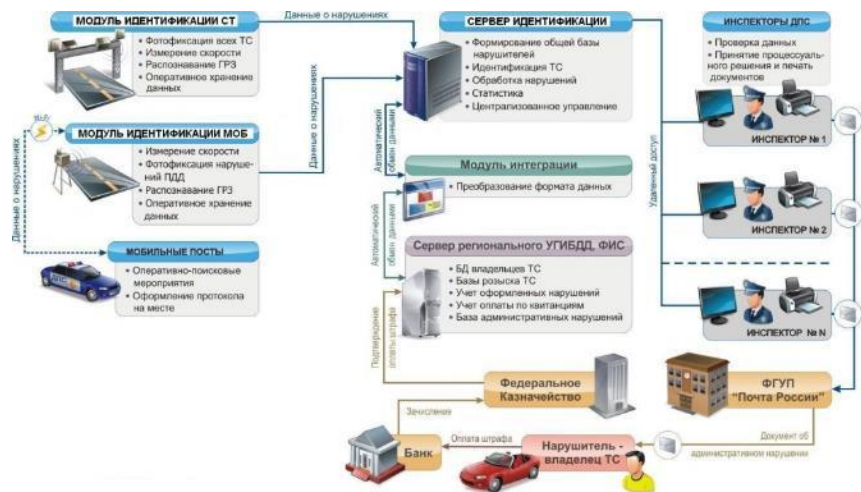 МОДУЛЬ ИДЕНТИФИКАЦИИ СТ
• Фотофиксация всех ТС
• Измерение скорости
• Распознавание ГРЗ
• Оперативное хранение
данных
Данные о нарушениях
СЕРВЕР ИДЕНТИФИКАЦИИ
• Формирование общей базы
нарушителей
• Идентификация ТС
• Обработка нарушений
• Статистика
• Централизованное управление
ИНСПЕКТОРЫ ДПС
• Проверка данных
• Принятие процессуаль-
ного решения и печать
документов
ИНСПЕКТОР № 1
ИНСПЕКТОР № 2
ИНСПЕКТОР № N
Удаленный доступ
Данные о нарушениях
МОДУЛЬ ИДЕНТИФИКАЦИИ МОБ
• Измерение скорости
• Фотофиксация наруше-
ний ПДД
• Распознавание ГРЗ
• Оперативное хранение
данных
Данные о нарушениях
МОБИЛЬНЫЕ ПОСТЫ
• Оперативно-поисковые
мероприятия
• Оформление протокола
на месте
Автоматический
обмен данными
Модуль интеграции
• Преобразование формата данных
Автоматический
обмен данными
Сервер регионального УГИБДД, ФИС
• БД владельцев ТС
• Базы розыска ТС
• Учет оформленных нарушений
• Учет оплаты по квитанциям
• База административных нарушений
Подтверждение
оплаты штрафа
Федеральное
Казначейство
ФГУП
"Почта России"
Зачисление
Банк
Оплата штрафа
Нарушитель -
владелец ТС
Документ об
административном нарушении